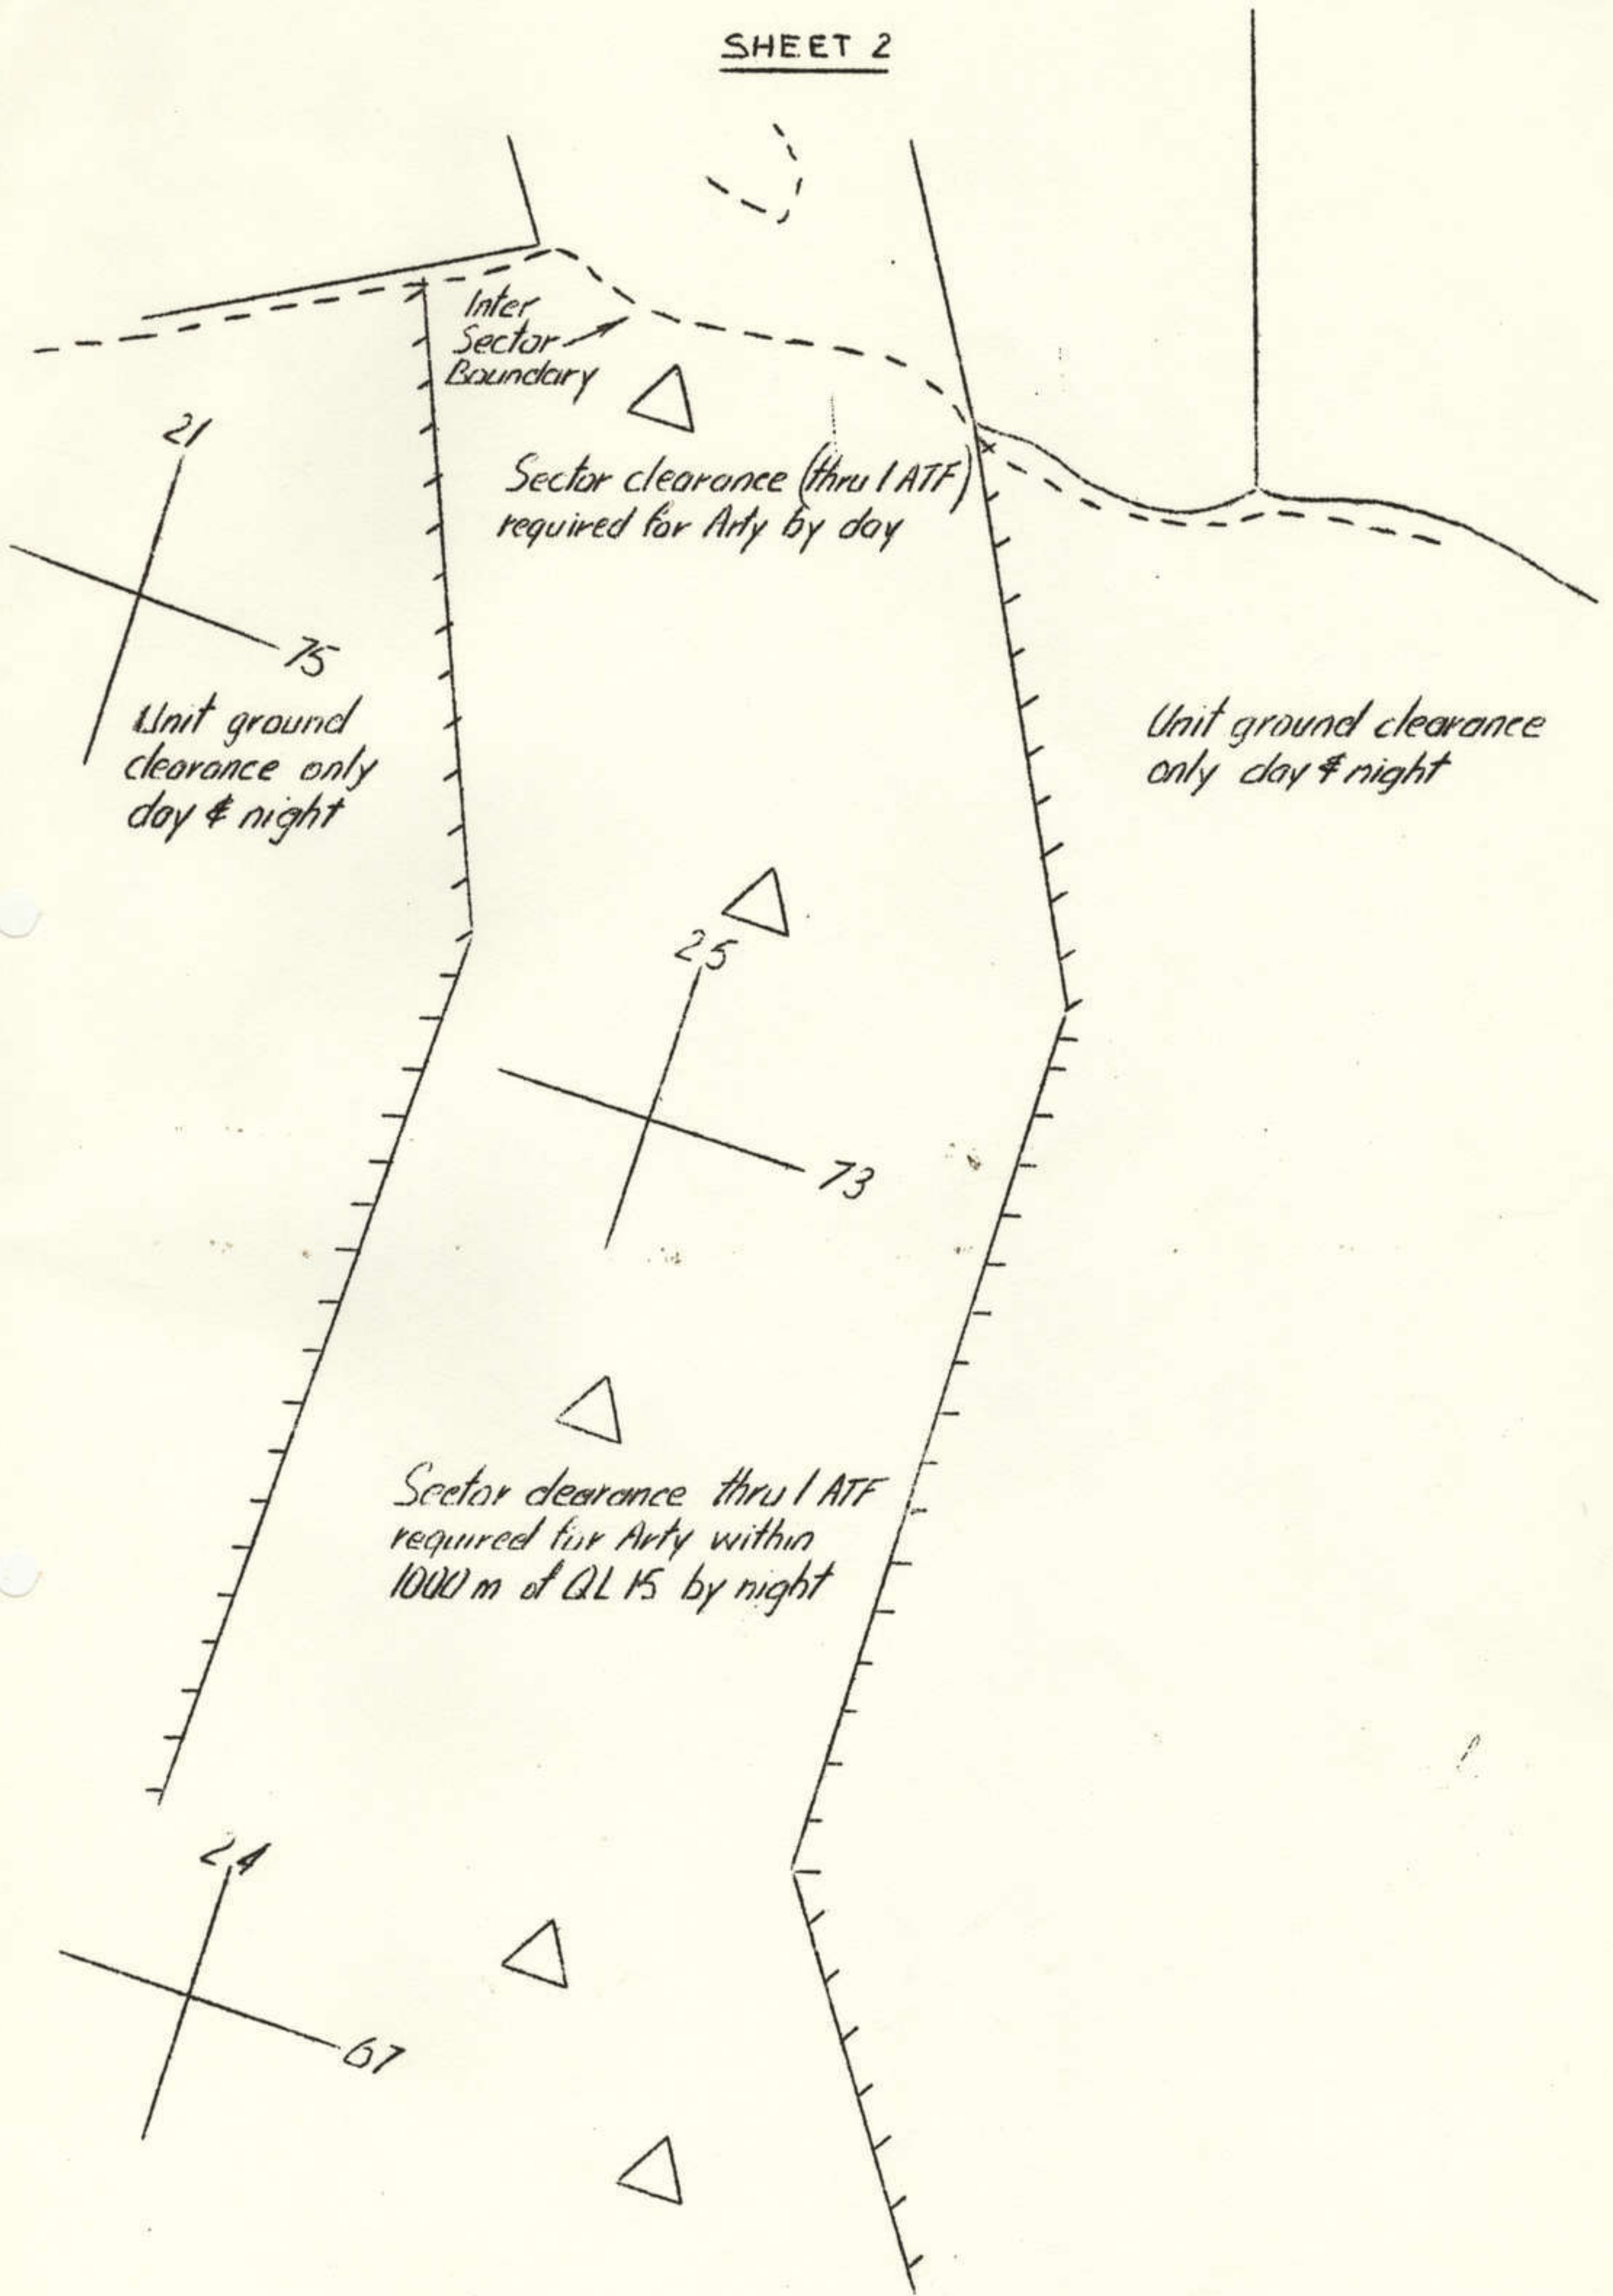 SHEET 2
Inter
Sector
Boundary
21
Sector clearance (thru 1 ATF)
required for Arty by day
75
Unit ground
clearance only
day & night
Unit ground clearance
only day & night
25
73
Sector clearance thru 1 ATF
required for Arty within
1000 m of QL 15 by night
24
67